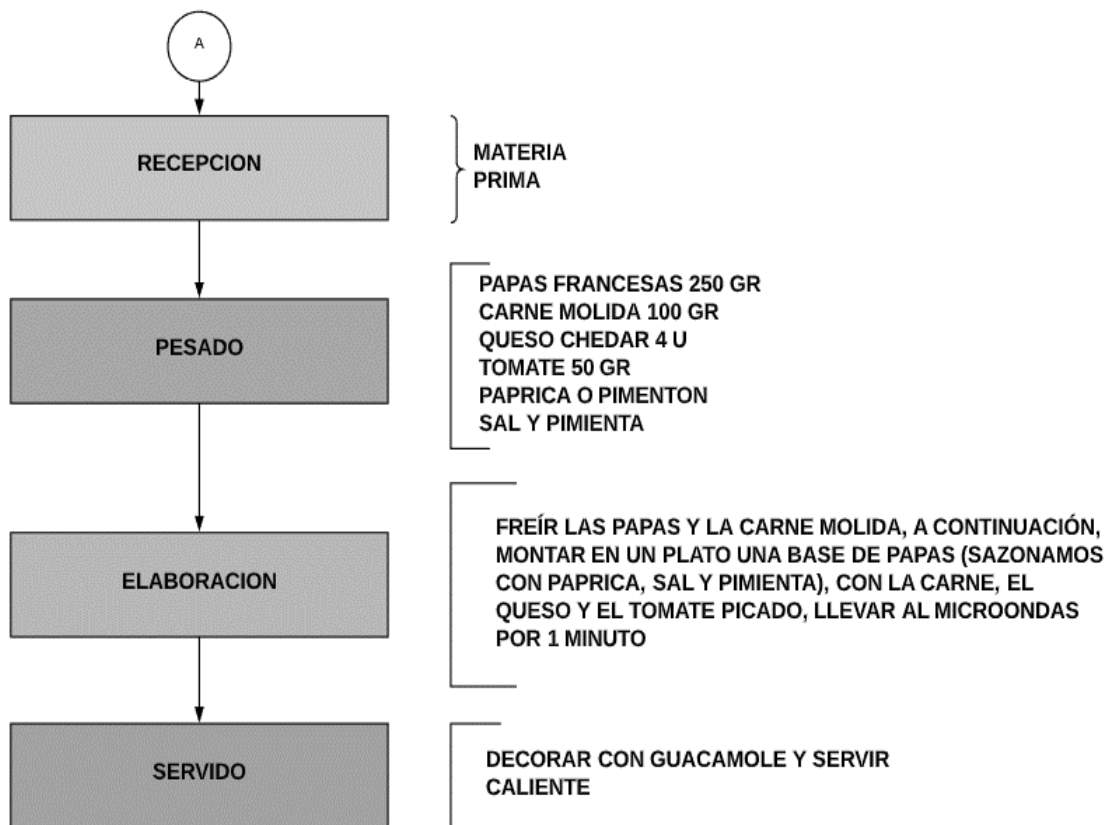 A
RECEPCION
MATERIA
PRIMA
PESADO
PAPAS FRANCESAS 250 GR
CARNE MOLIDA 100 GR
QUESO CHEDAR 4 U
TOMATE 50 GR
PAPRICA O PIMENTON
SAL Y PIMIENTA
ELABORACION
FREÍR LAS PAPAS Y LA CARNE MOLIDA, A CONTINUACIÓN,
MONTAR EN UN PLATO UNA BASE DE PAPAS (SAZONAMOS
CON PAPRICA, SAL Y PIMIENTA), CON LA CARNE, EL
QUESO Y EL TOMATE PICADO, LLEVAR AL MICROONDAS
POR 1 MINUTO
SERVIDO
DECORAR CON GUACAMOLE Y SERVIR
CALIENTE